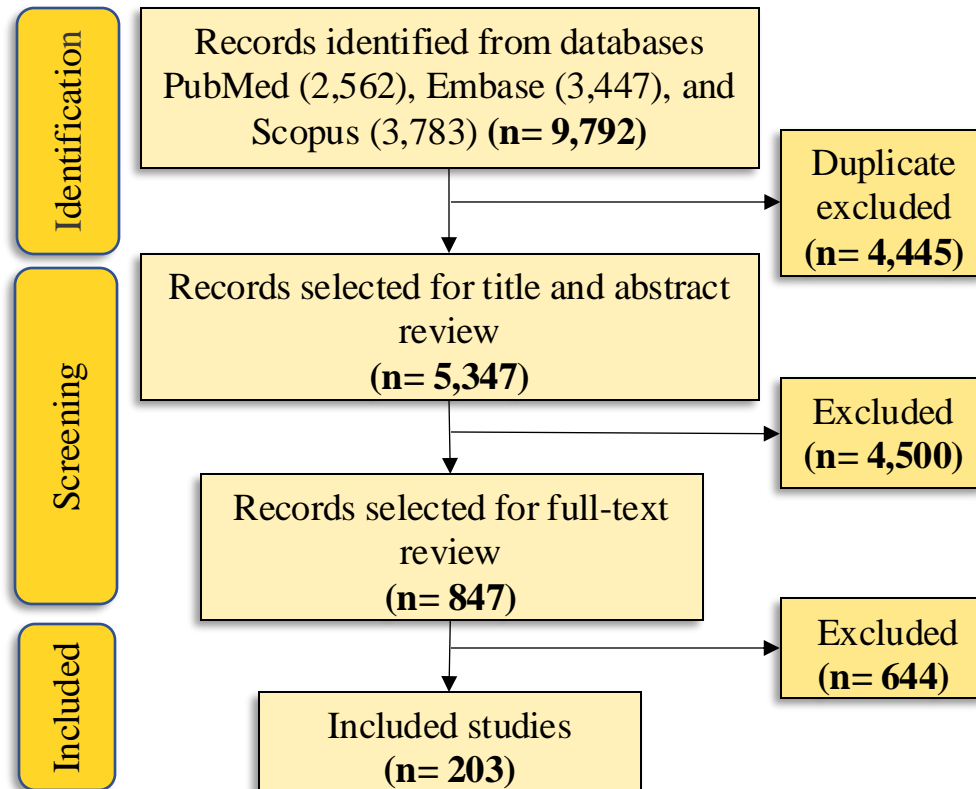 Identification
Records identified from databases
PubMed (2,562), Embase (3,447), and
Scopus (3,783) (n= 9,792)
Duplicate
excluded
(n= 4,445)
Screening
Records selected for title and abstract
review
(n= 5,347)
Excluded
(n= 4,500)
Records selected for full-text
review
(n= 847)
Excluded
(n= 644)
Included
Included studies
(n= 203)